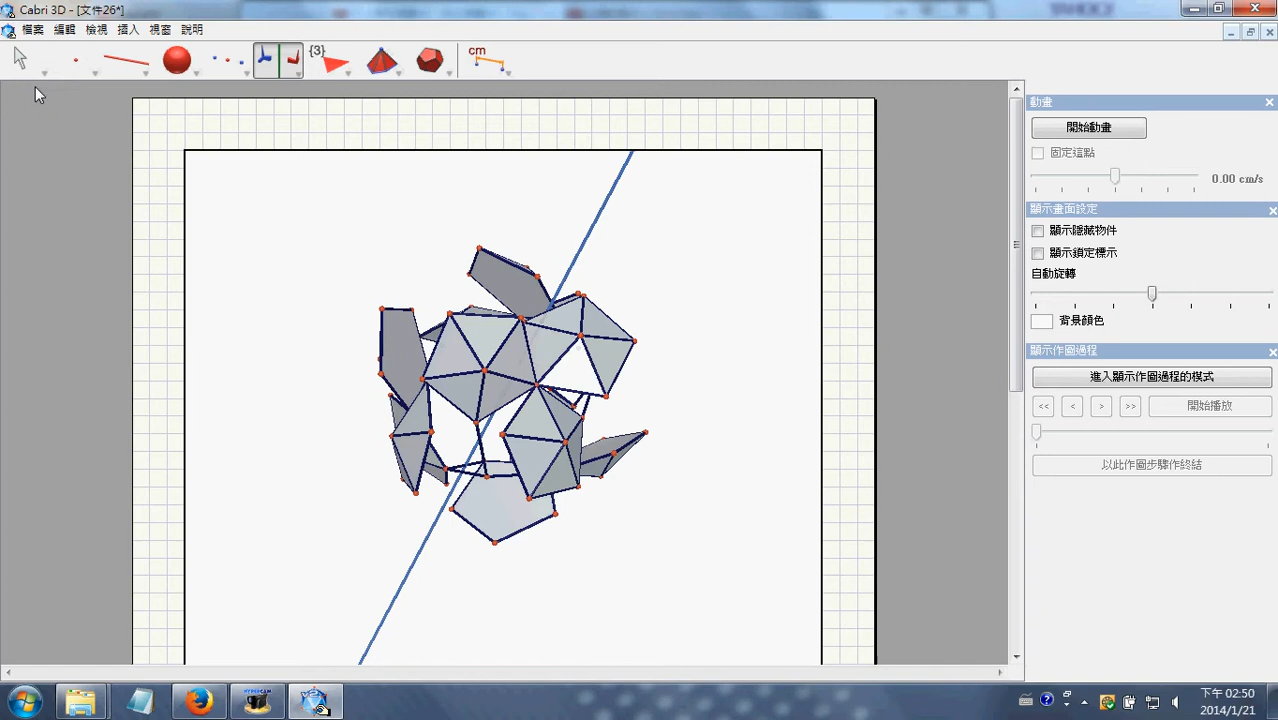 Cabri 3D - [文件26*]
檔案 編輯 檢視 插入 視窗 說明
{3}
cm
動畫
開始動畫
固定這點
0.00 cm/s
顯示畫面設定
顯示隱藏物件
顯示鎖定標示
自動旋轉
背景顏色
顯示作圖過程
進入顯示作圖過程的模式
<< < > >> 開始播放
以此作圖步驟作終結
下午 02:50
2014/1/21